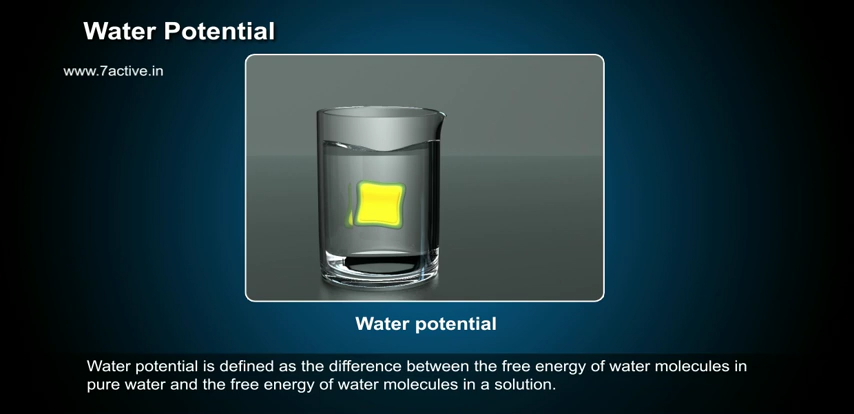 Water Potential
www.7active.in
Water potential
Water potential is defined as the difference between the free energy of water molecules in
pure water and the free energy of water molecules in a solution.